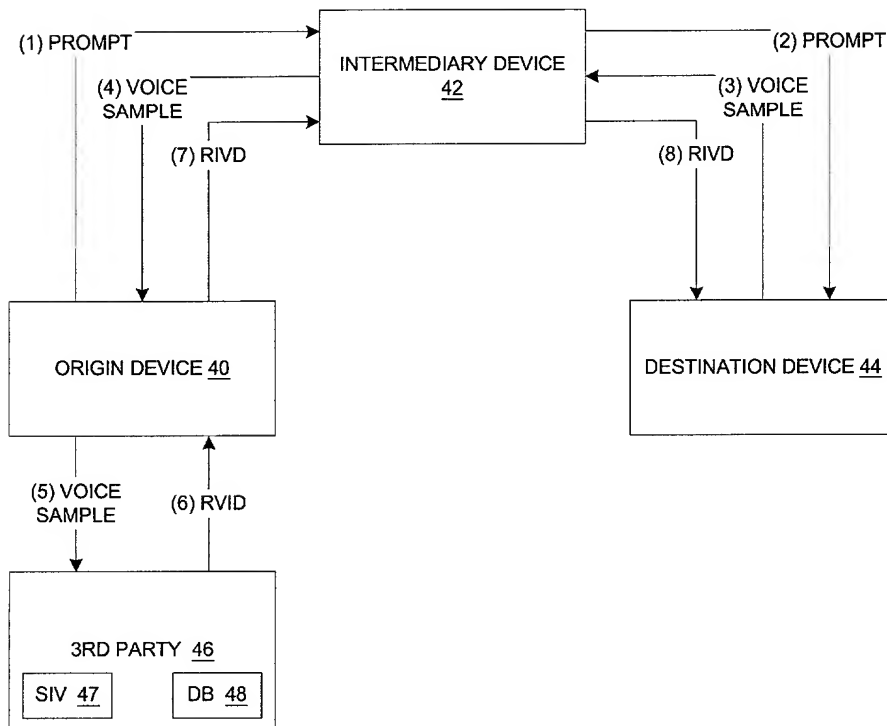 (1) PROMPT
(2) PROMPT
INTERMEDIARY DEVICE
42
(4) VOICE
SAMPLE
(3) VOICE
SAMPLE
(7) RIVD
(8) RIVD
ORIGIN DEVICE 40
DESTINATION DEVICE 44
(5) VOICE
SAMPLE
(6) RVID
3RD PARTY 46
SIV 47
DB 48